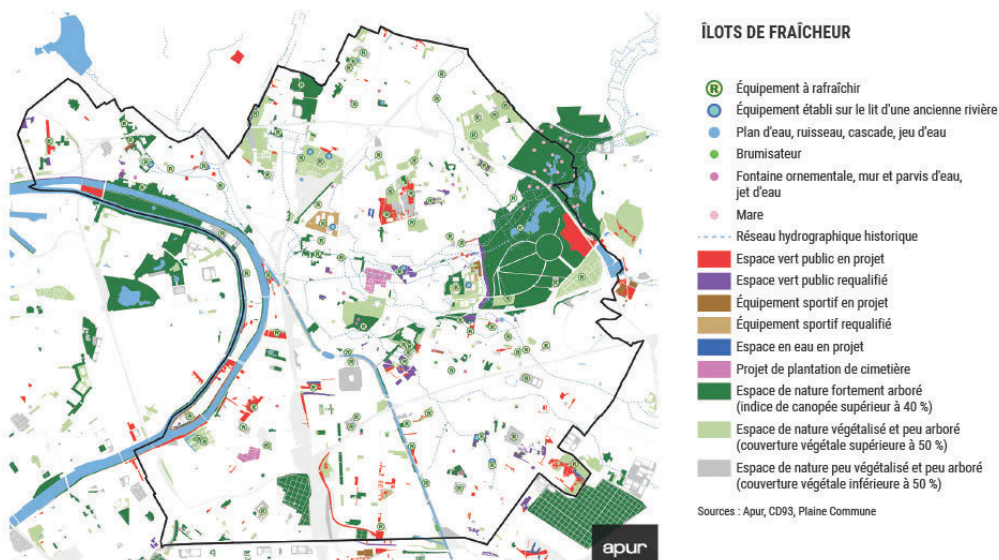 ÎLOTS DE FRAÎCHEUR
R Équipement à rafraîchir
Équipement établi sur le lit d'une ancienne rivière
Plan d'eau, ruisseau, cascade, jeu d'eau
Brumisateur
Fontaine ornementale, mur et parvis d'eau,
jet d'eau
Mare
Réseau hydrographique historique
Espace vert public en projet
Espace vert public requalifié
Équipement sportif en projet
Équipement sportif requalifié
Espace en eau en projet
Projet de plantation de cimetière
Espace de nature fortement arboré
(indice de canopée supérieur à 40 %)
Espace de nature végétalisé et peu arboré
(couverture végétale supérieure à 50 %)
Espace de nature peu végétalisé et peu arboré
(couverture végétale inférieure à 50 %)
Sources : Apur, CD93, Plaine Commune
apur